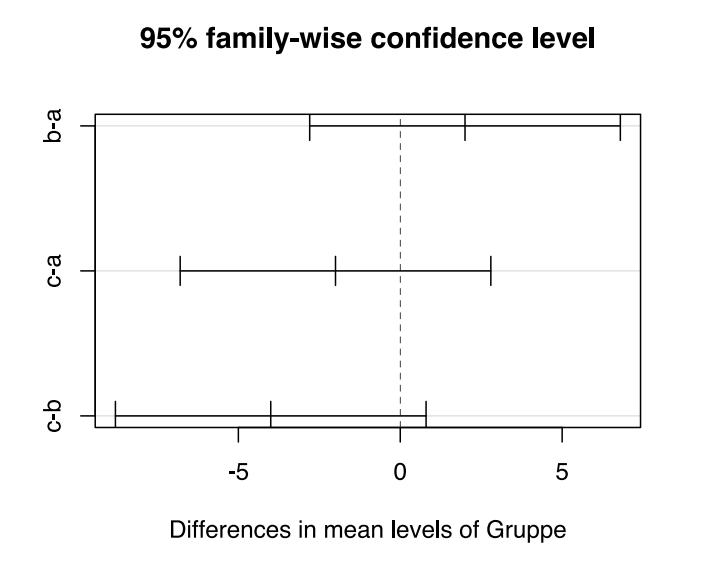 95% family-wise confidence level
b-a
c-a
c-b
-5 0 5
Differences in mean levels of Gruppe